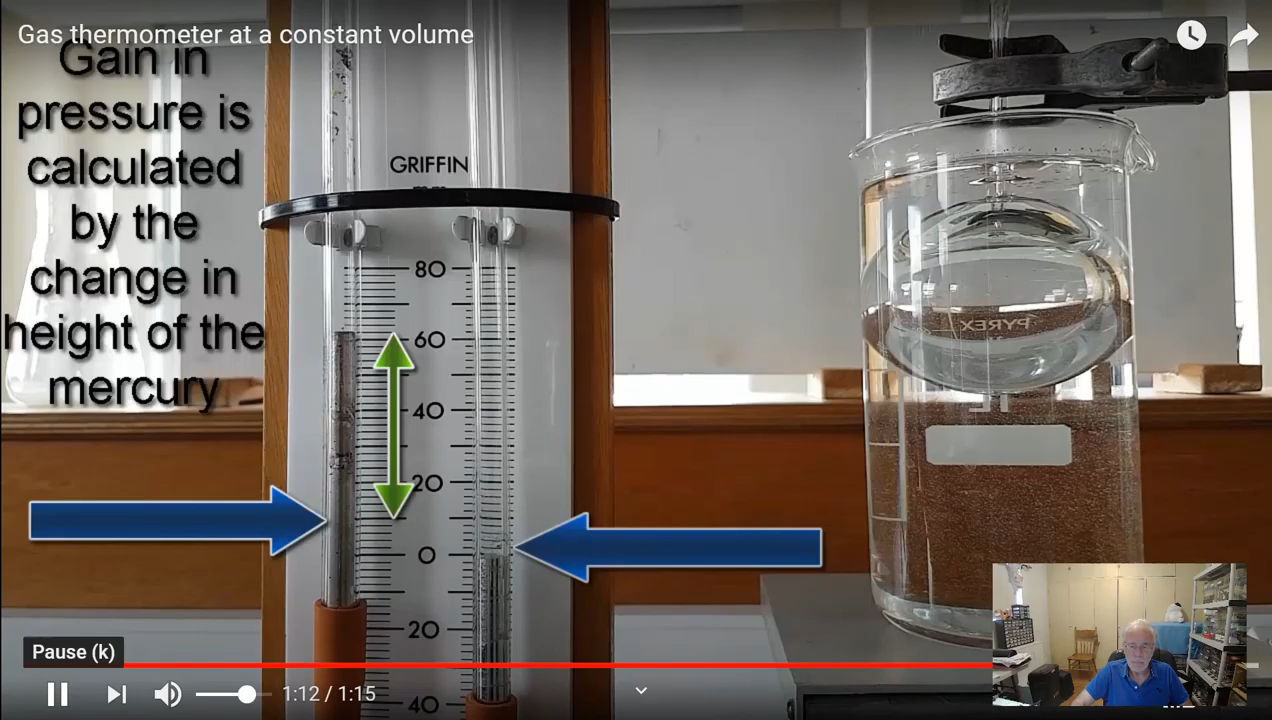 Gas thermometer at a constant volume
Gain in
pressure is
calculated
by the
change in
height of the
mercury
GRIFFIN
80
60
40
20
0
20
40
PYREX
Pause (k)
1:12 / 1:15